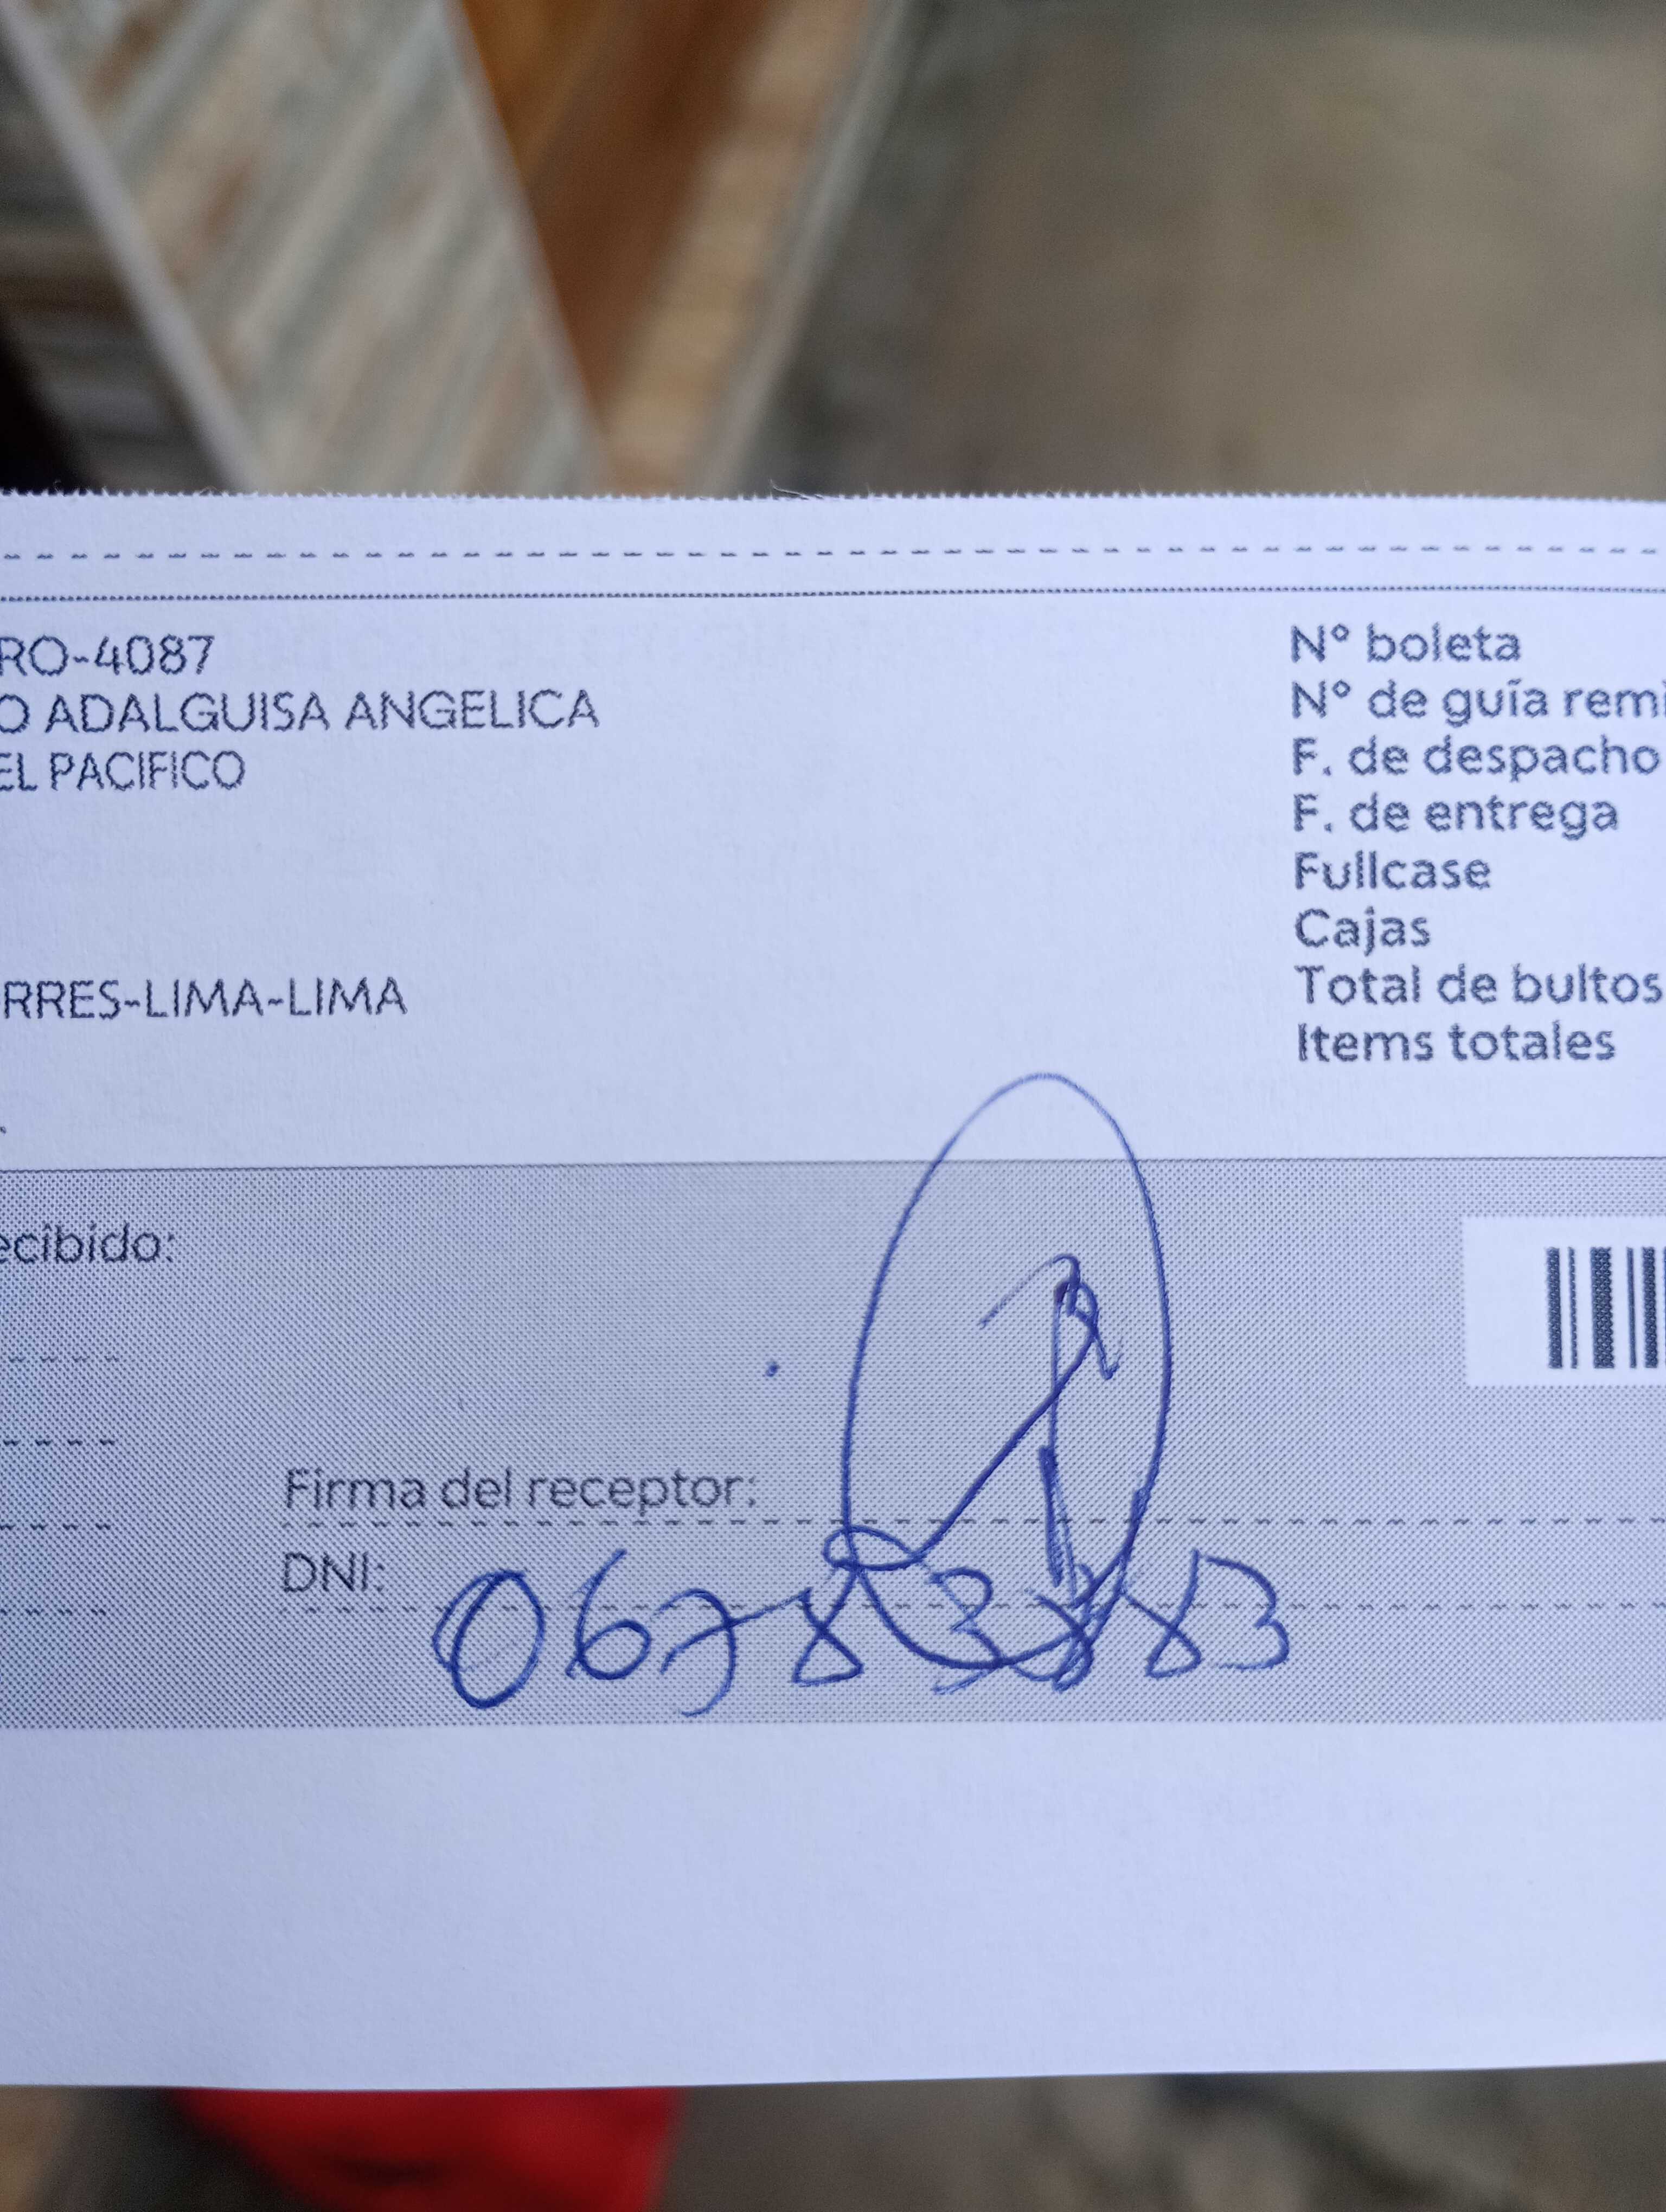 RO-4087
O ADALGUISA ANGELICA
EL PACIFICO
RRES-LIMA-LIMA
N° boleta
N° de guía remi
F. de despacho
F. de entrega
Fullcase
Cajas
Total de bultos
Items totales
ecibido:
Firma del receptor:
DNI: